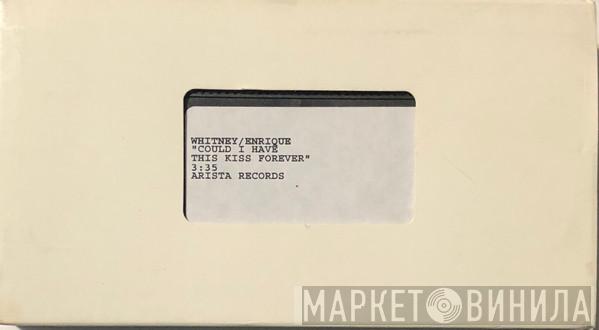 WHITNEY/ENRIQUE
"COULD I HAVE
THIS KISS FOREVER"
3:35
ARISTA RECORDS
МАРКЕТ ВИНИЛА